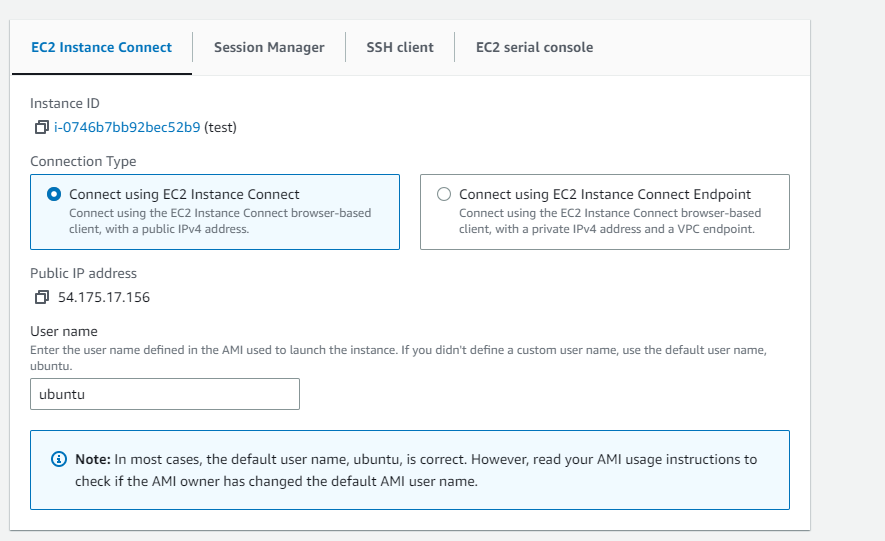 EC2 Instance Connect Session Manager SSH client EC2 serial console
Instance ID
i-0746b7bb92bec52b9 (test)
Connection Type
Connect using EC2 Instance Connect
Connect using the EC2 Instance Connect browser-based
client, with a public IPv4 address.
Connect using EC2 Instance Connect Endpoint
Connect using the EC2 Instance Connect browser-based
client, with a private IPv4 address and a VPC endpoint.
Public IP address
54.175.17.156
User name
Enter the user name defined in the AMI used to launch the instance. If you didn't define a custom user name, use the default user name,
ubuntu.
ubuntu
Note: In most cases, the default user name, ubuntu, is correct. However, read your AMI usage instructions to
check if the AMI owner has changed the default AMI user name.